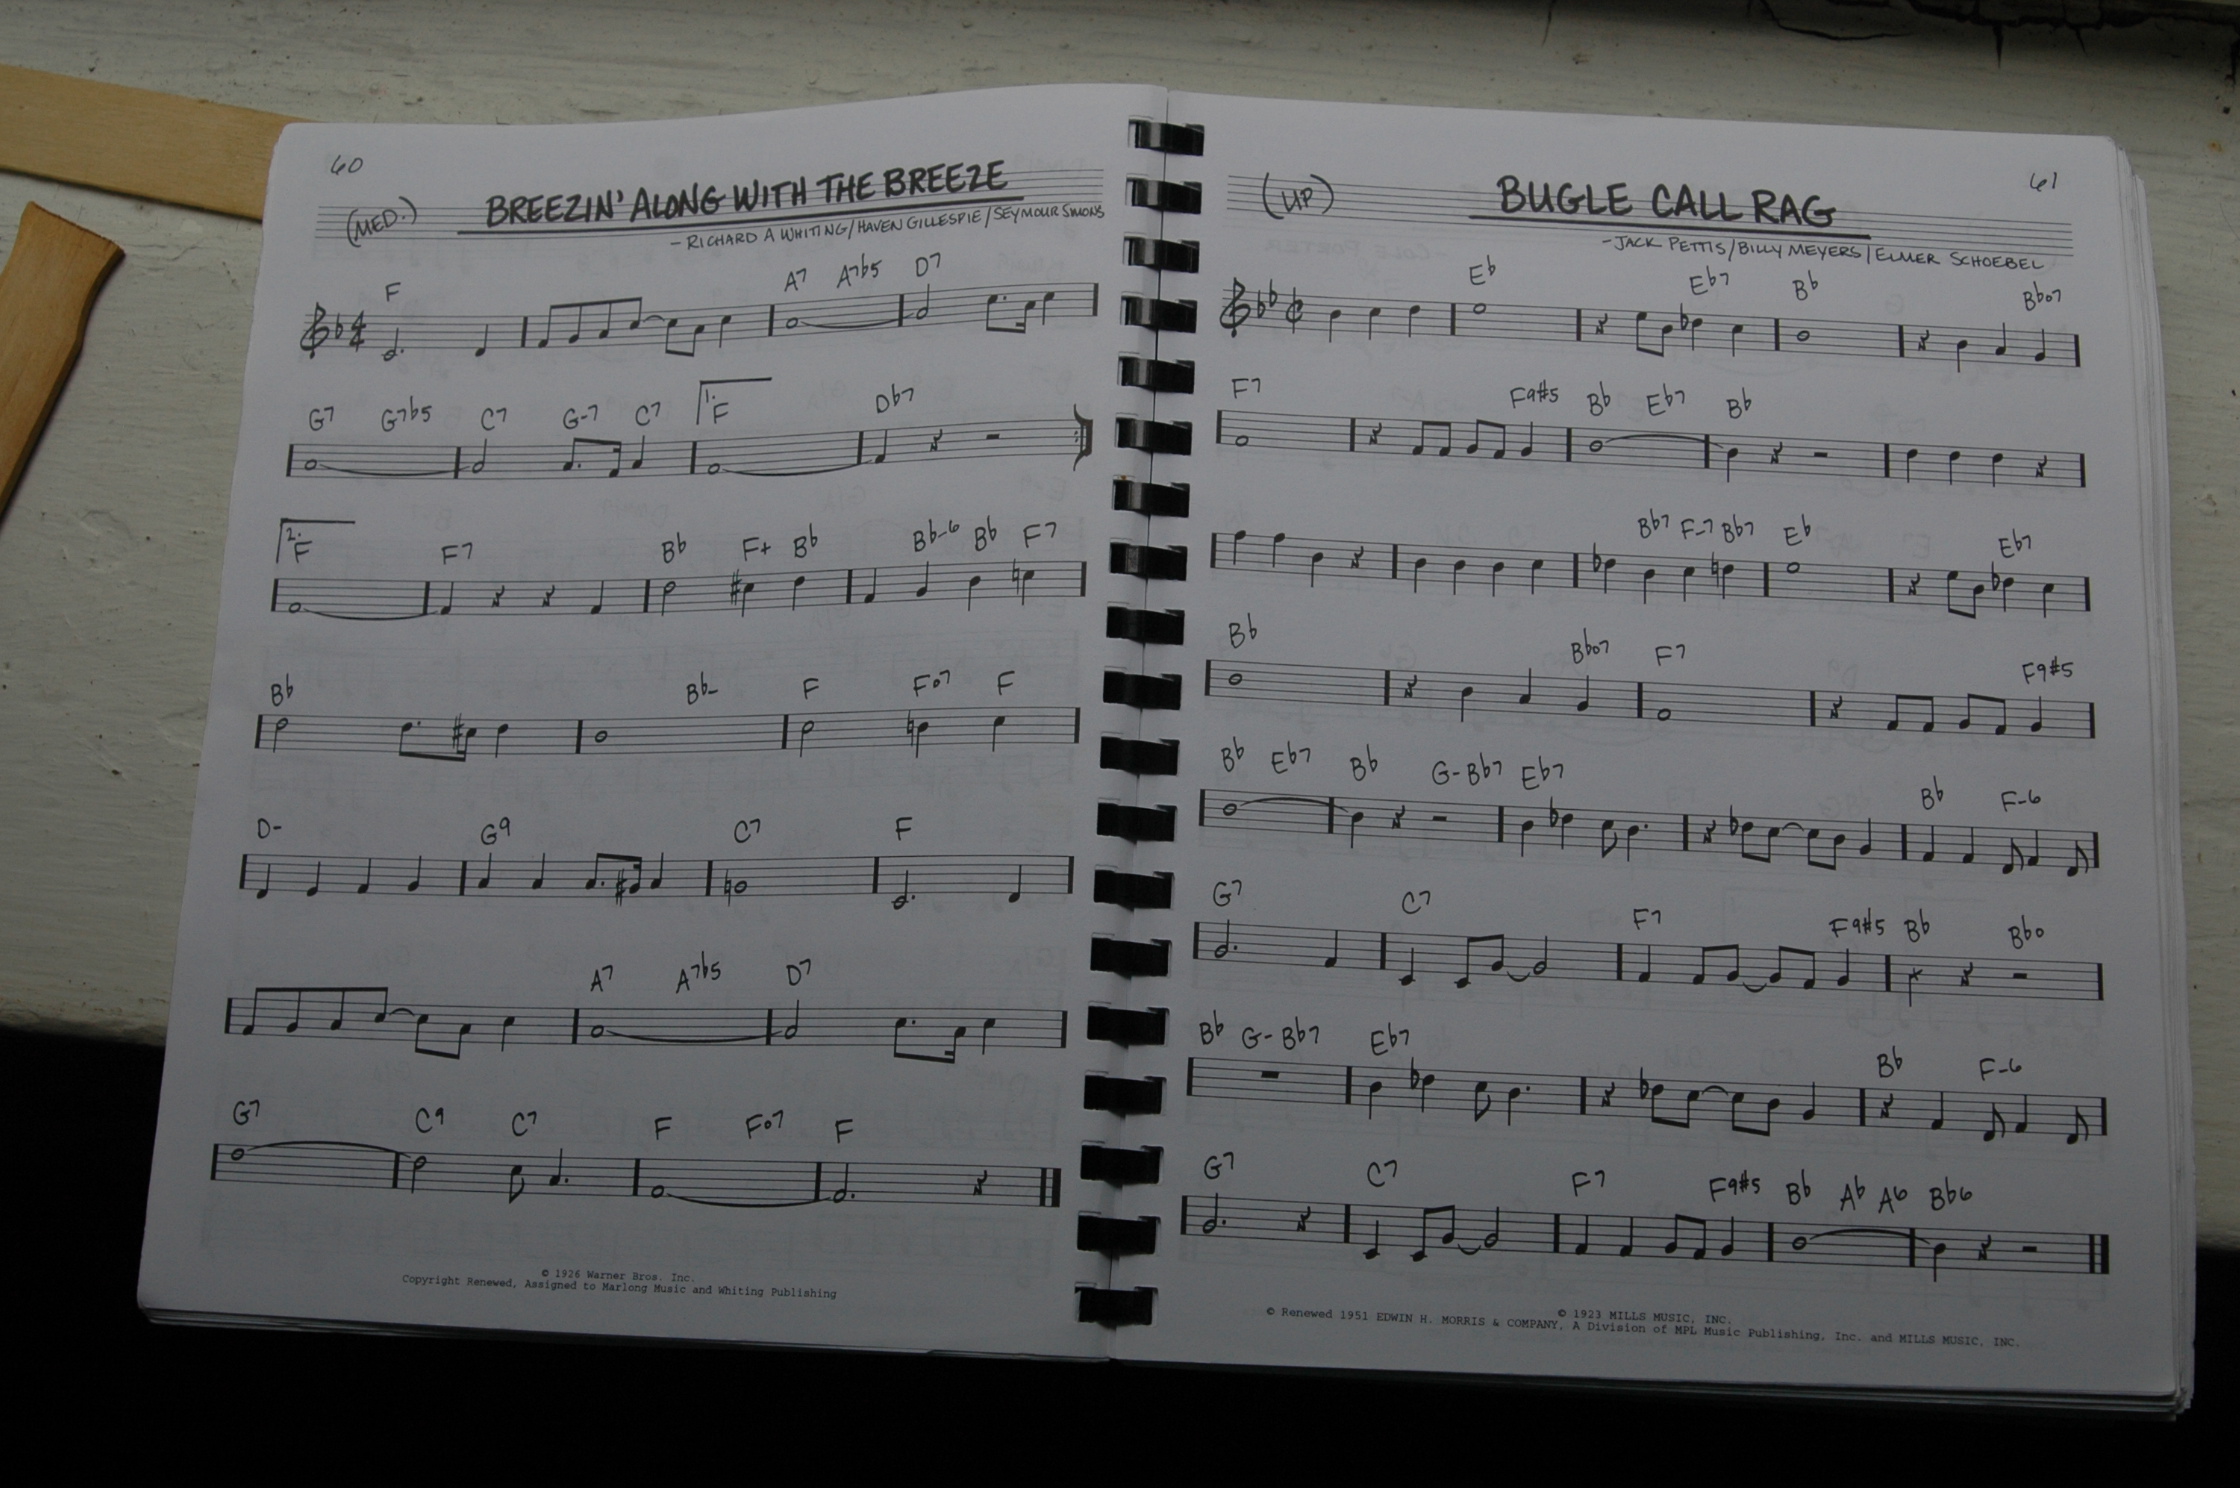 60
(MED.)
BREEZIN' ALONG WITH THE BREEZE
- RICHARD A WHITING/HAVEN GILLESPIE/SEYMOUR SIMONS
F A7 A7b5 D7
4 4
G7 G7b5 C7 G-7 C7 1. F Db7
2. F F7 Bb F+ Bb Bb-6 Bb F7
Bb Bb- F Fo7 F
D- G9 C7 F
A7 A7b5 D7
G7 C9 C7 F Fo7 F
© 1926 Warner Bros. Inc.
Copyright Renewed, Assigned to Marlong Music and Whiting Publishing
61
(UP)
BUGLE CALL RAG
- JACK PETTIS/BILLY MEYERS/ELMER SCHOEBEL
Eb Eb7 Bb Bbo7
F7 F9#5 Bb Eb7 Bb
Bb7 F-7 Bb7 Eb Eb7
Bb Bbo7 F7 F9#5
Bb Eb7 Bb G- Bb7 Eb7 Bb F-6
G7 C7 F7 F9#5 Bb Bbo
Bb G- Bb7 Eb7 Bb F-6
G7 C7 F7 F9#5 Bb Ab A6 Bb6
© 1923 MILLS MUSIC, INC.
© Renewed 1951 EDWIN H. MORRIS & COMPANY, A Division of MPL Music Publishing, Inc. and MILLS MUSIC, INC.